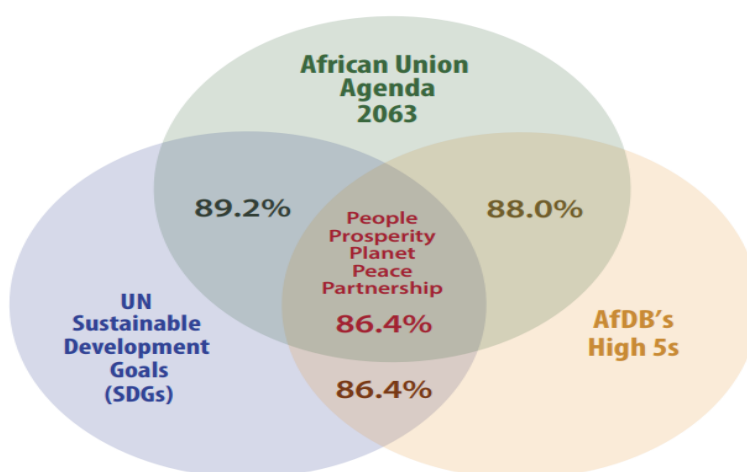 African Union
Agenda
2063
89.2%
88.0%
People
Prosperity
Planet
Peace
Partnership
86.4%
UN
Sustainable
Development
Goals
(SDGs)
AfDB's
High 5s
86.4%